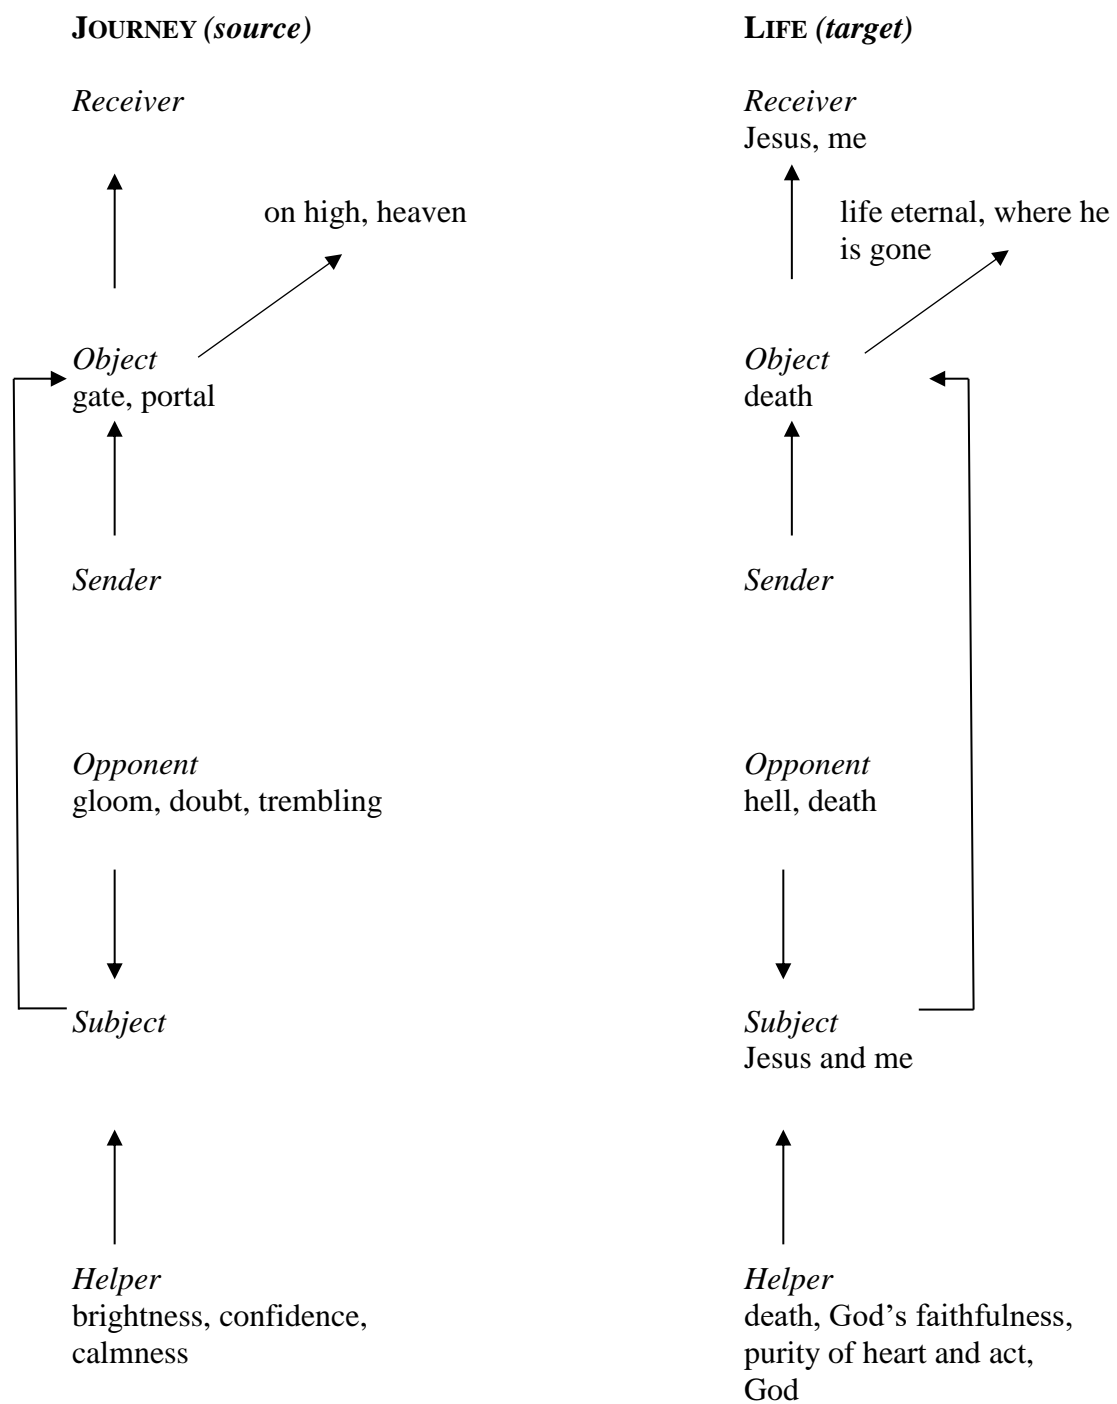 JOURNEY (source)
Receiver
on high, heaven
Object
gate, portal
Sender
Opponent
gloom, doubt, trembling
Subject
Helper
brightness, confidence,
calmness
LIFE (target)
Receiver
Jesus, me
life eternal, where he
is gone
Object
death
Sender
Opponent
hell, death
Subject
Jesus and me
Helper
death, God’s faithfulness,
purity of heart and act,
God